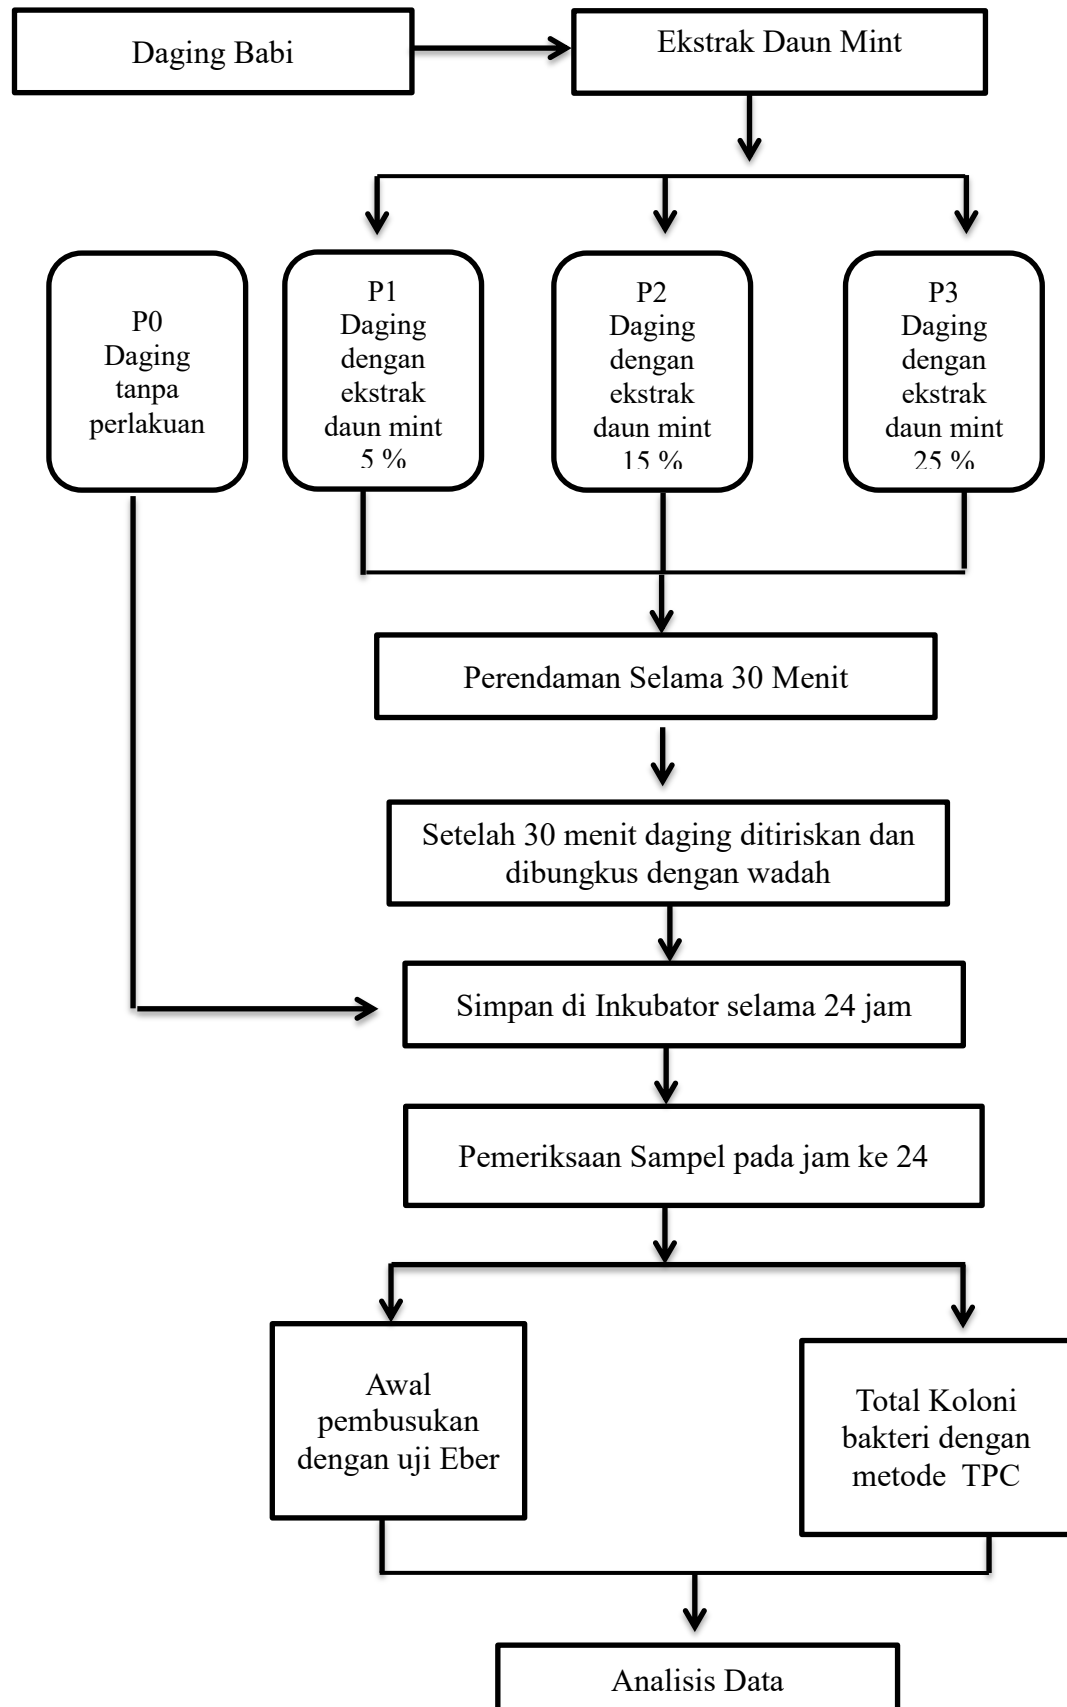 Daging Babi
Ekstrak Daun Mint
P0
Daging
tanpa
perlakuan
P1
Daging
dengan
ekstrak
daun mint
5 %
P2
Daging
dengan
ekstrak
daun mint
15 %
P3
Daging
dengan
ekstrak
daun mint
25 %
Perendaman Selama 30 Menit
Setelah 30 menit daging ditiriskan dan
dibungkus dengan wadah
Simpan di Inkubator selama 24 jam
Pemeriksaan Sampel pada jam ke 24
Awal
pembusukan
dengan uji Eber
Total Koloni
bakteri dengan
metode  TPC
Analisis Data